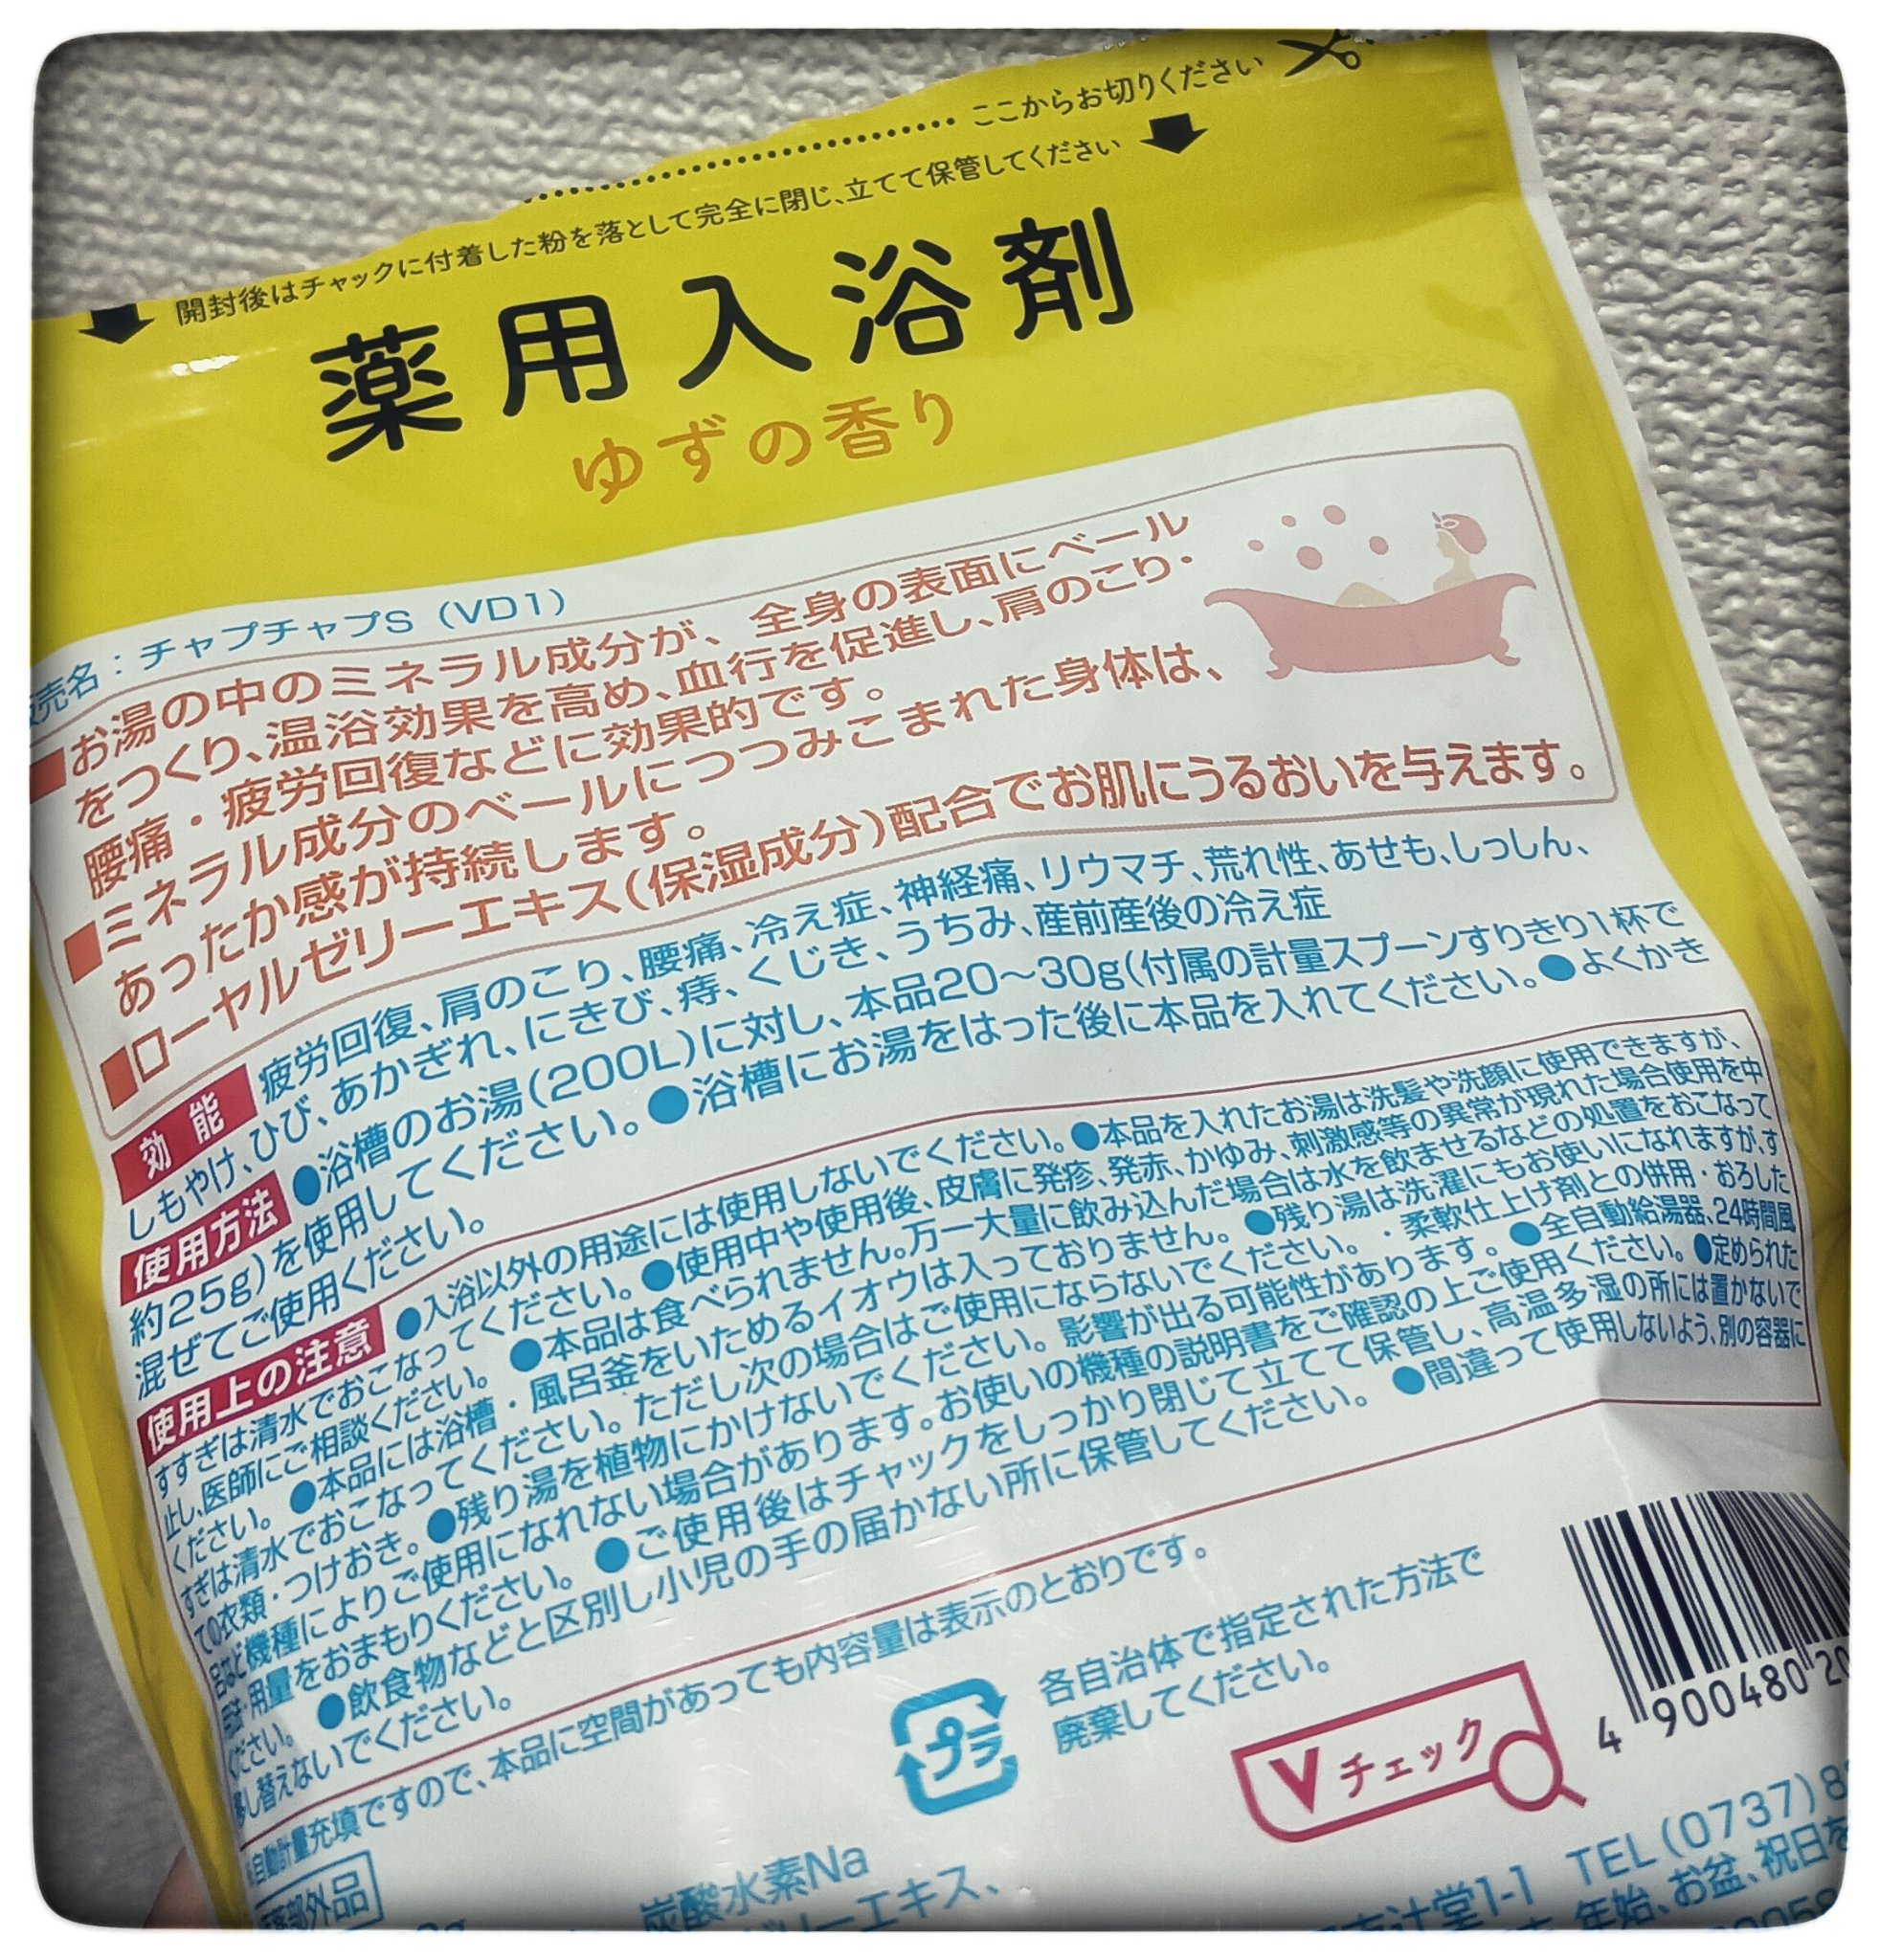 ここからお切りください
開封後はチャックに付着した粉を落として完全に閉じ、立てて保管してください
薬用入浴剤
ゆずの香り
売名：チャプチャプS（VD1）
■お湯の中のミネラル成分が、全身の表面にベール
をつくり、温浴効果を高め、血行を促進し、肩のこり・
腰痛・疲労回復などに効果的です。
■ミネラル成分のベールにつつみこまれた身体は、
あったか感が持続します。
■ローヤルゼリーエキス(保湿成分)配合でお肌にうるおいを与えます。
効能 疲労回復、肩のこり、腰痛、冷え症、神経痛、リウマチ、荒れ性、あせも、しっしん、
しもやけ、ひび、あかぎれ、にきび、痔、くじき、うちみ、産前産後の冷え症
使用方法 ●浴槽のお湯(200L)に対し、本品20～30g(付属の計量スプーンすりきり1杯で
約25g)を使用してください。●浴槽にお湯をはった後に本品を入れてください。●よくかき
混ぜてご使用ください。
使用上の注意 ●入浴以外の用途には使用しないでください。●本品を入れたお湯は洗髪や洗顔に使用できますが、
すすぎは清水でおこなってください。●使用中や使用後、皮膚に発疹、発赤、かゆみ、刺激感等の異常が現れた場合使用を中
止し、医師にご相談ください。●本品は食べられません。万一大量に飲み込んだ場合は水を飲ませるなどの処置をおこなって
ください。●本品には浴槽・風呂釜をいためるイオウは入っておりません。●残り湯は洗濯にもお使いになれますが、す
すぎは清水でおこなってください。ただし次の場合はご使用にならないでください。・柔軟仕上げ剤との併用・おろした
ての衣類・つけおき。●残り湯を植物にかけないでください。影響が出る可能性があります。●全自動給湯器、24時間風
呂など機種によりご使用になれない場合があります。お使いの機種の説明書をご確認の上ご使用ください。●定められた
用法・用量をおまもりください。●ご使用後はチャックをしっかり閉じて立てて保管し、高温多湿の所には置かないで
ください。●飲食物などと区別し小児の手の届かない所に保管してください。●間違って使用しないよう、別の容器に
移し替えないでください。
自動計量充填ですので、本品に空間があっても内容量は表示のとおりです。
プラ
各自治体で指定された方法で
廃棄してください。
Vチェック
4 900480 20
部外品
炭酸水素Na
リーエキス、
堂1-1 TEL(0737)8
年始、お盆、祝日を